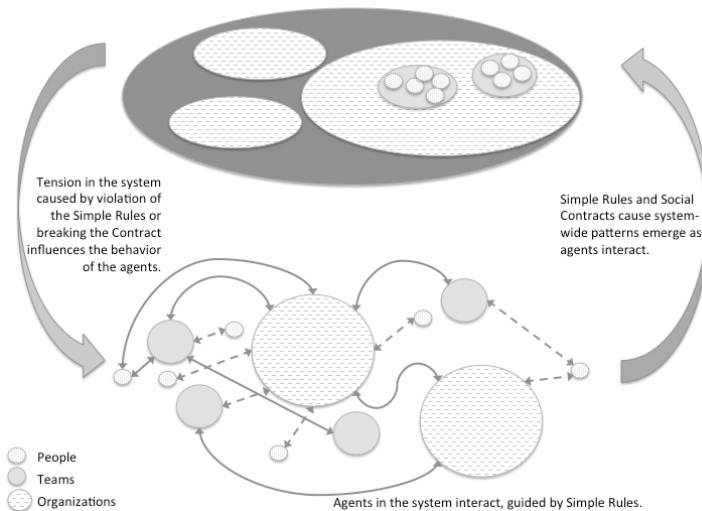 Tension in the system
caused by violation of
the Simple Rules or
breaking the Contract
influences the behavior
of the agents.
Simple Rules and Social
Contracts cause system-
wide patterns emerge as
agents interact.
People
Teams
Organizations
Agents in the system interact, guided by Simple Rules.